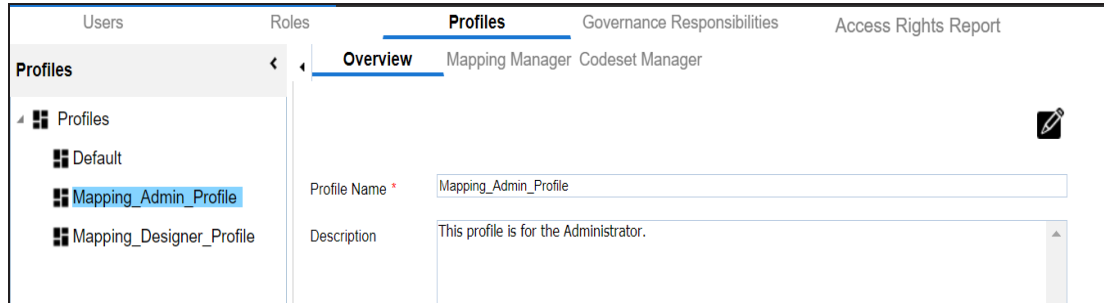 Users Roles Profiles Governance Responsibilities Access Rights Report
Profiles
Overview Mapping Manager Codeset Manager
Profiles
Default
Mapping_Admin_Profile
Mapping_Designer_Profile
Profile Name * Mapping_Admin_Profile
Description This profile is for the Administrator.